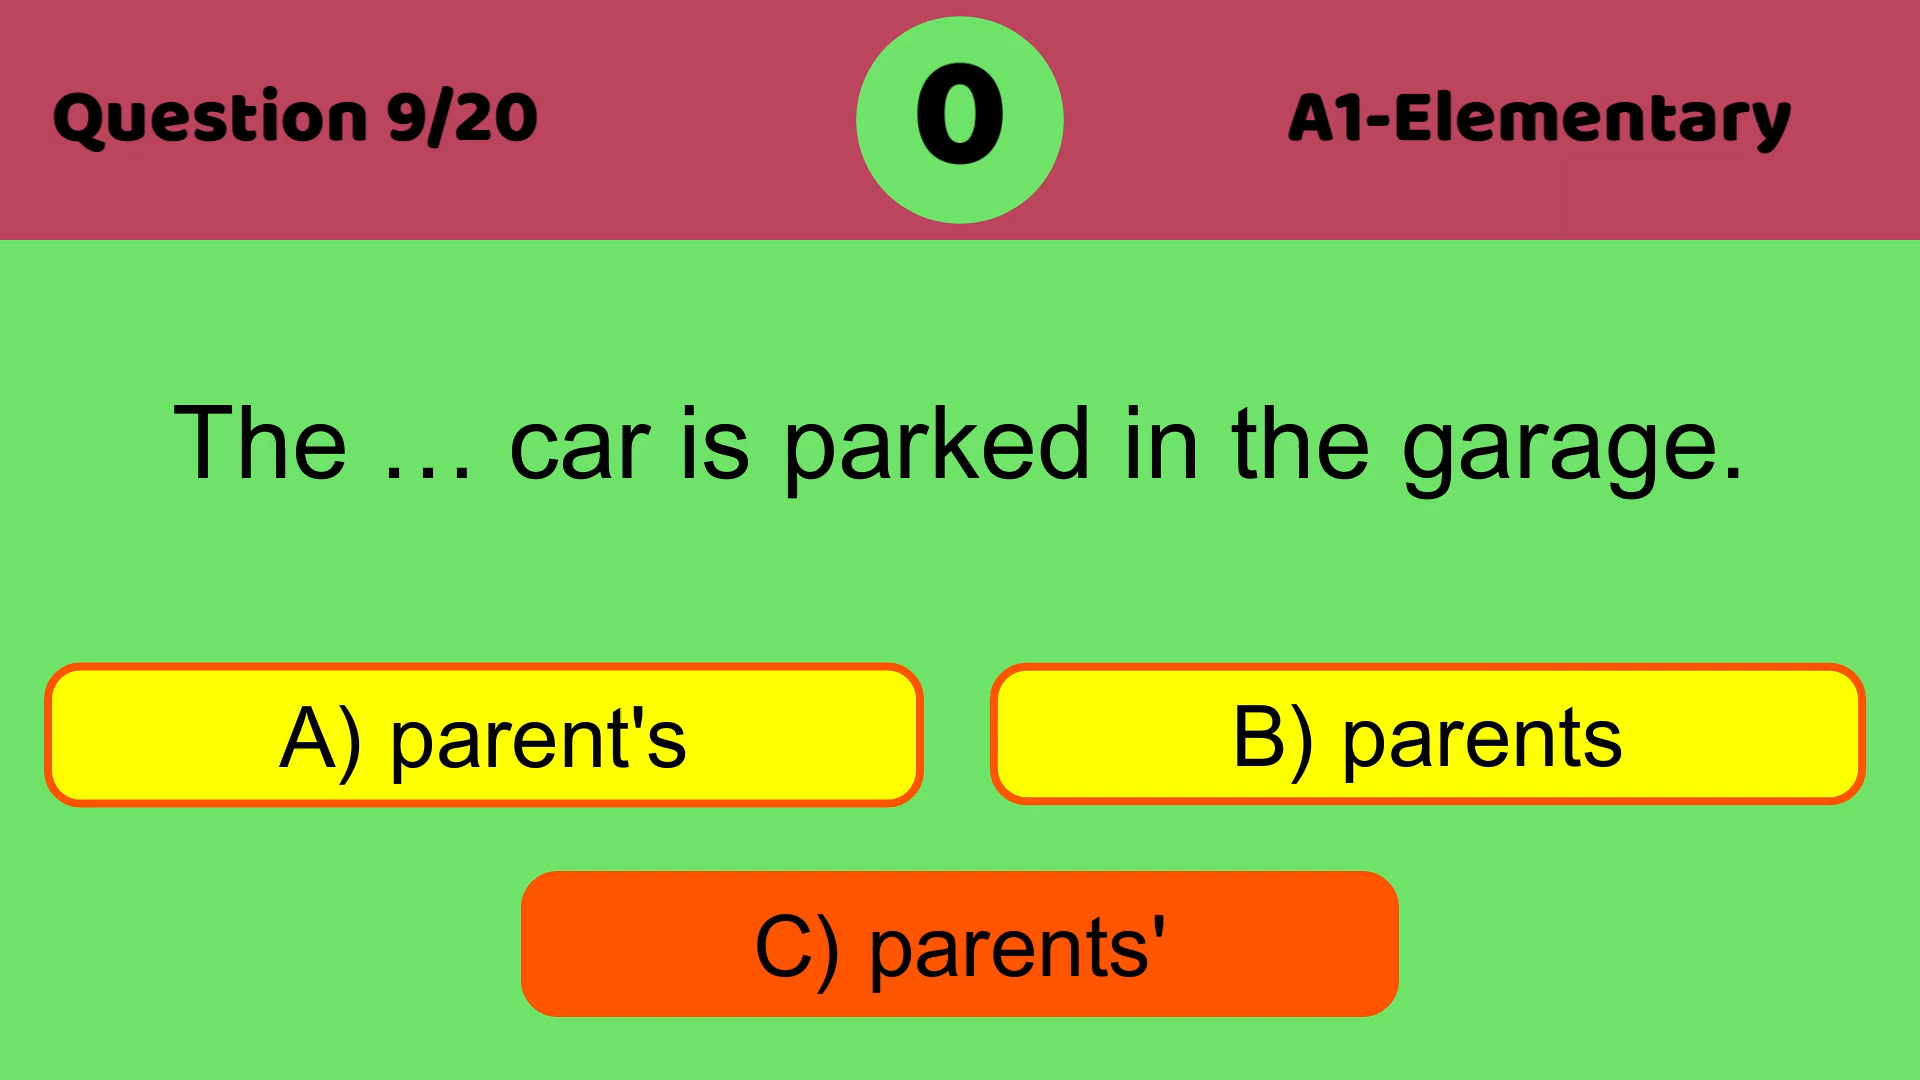 Question 9/20
0
A1-Elementary
The … car is parked in the garage.
A) parent's
B) parents
C) parents'